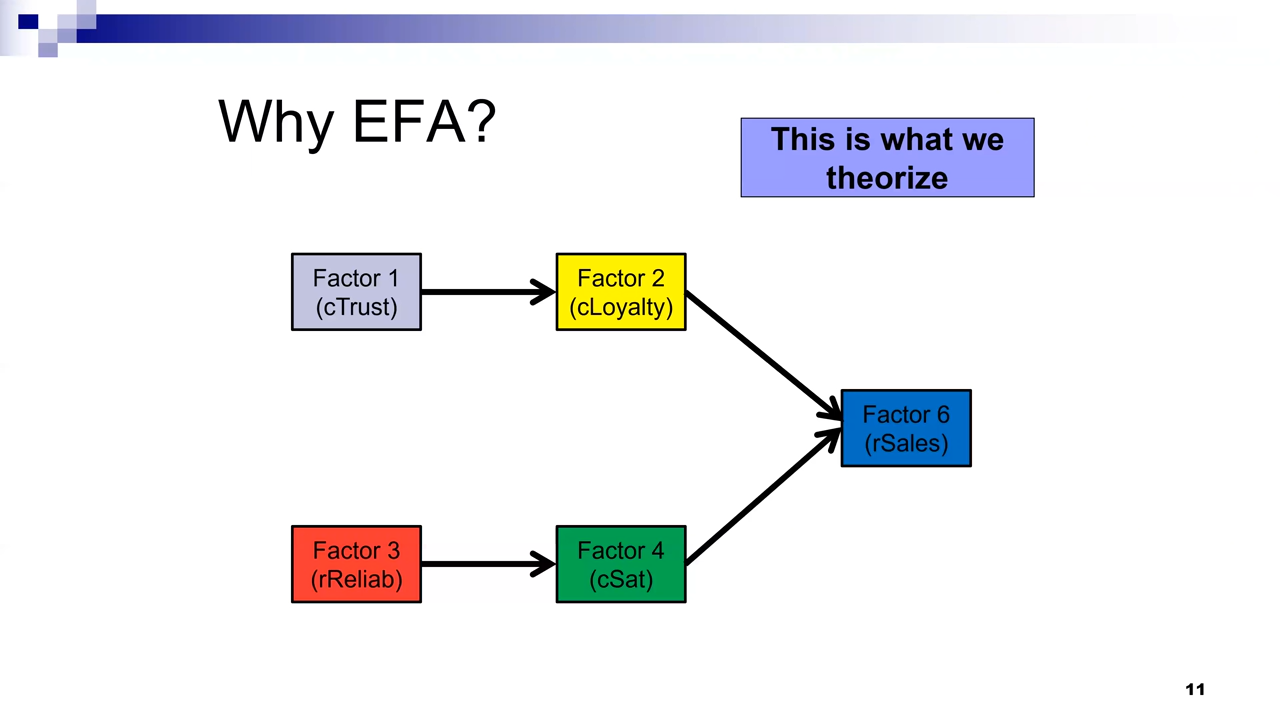 Why EFA?
This is what we
theorize
Factor 1
(cTrust)
Factor 2
(cLoyalty)
Factor 6
(rSales)
Factor 3
(rReliab)
Factor 4
(cSat)
11